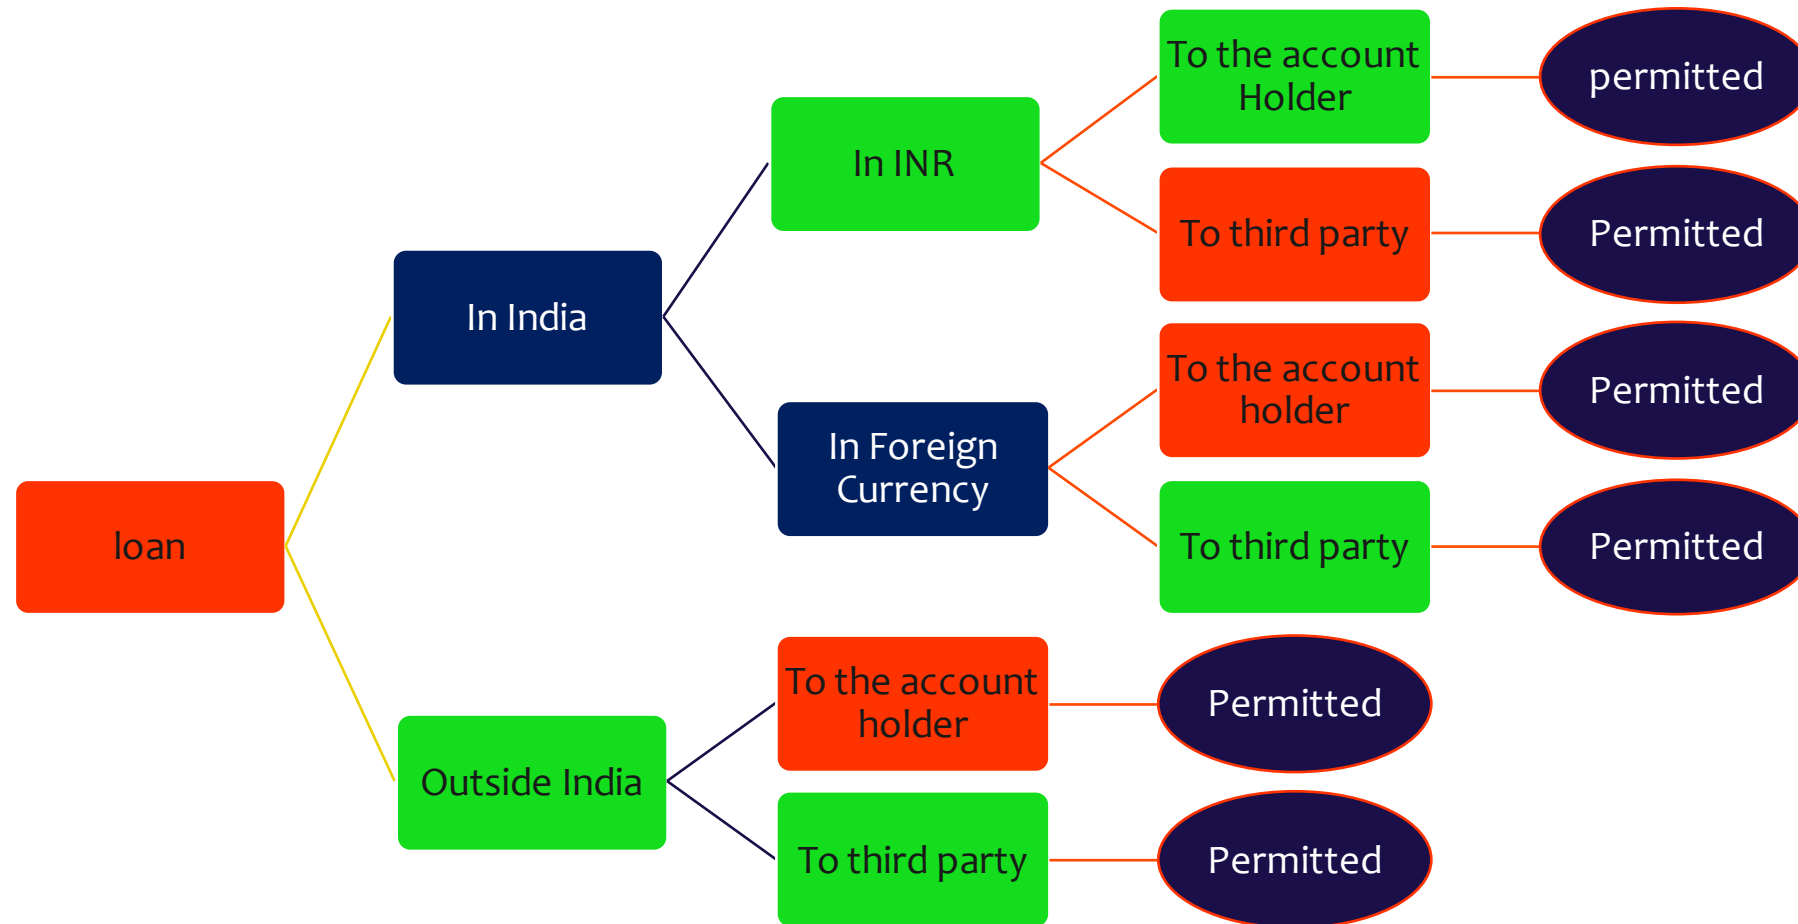 loan
In India
In INR
To the account
Holder
permitted
To third party
Permitted
In Foreign
Currency
To the account
holder
Permitted
To third party
Permitted
Outside India
To the account
holder
Permitted
To third party
Permitted